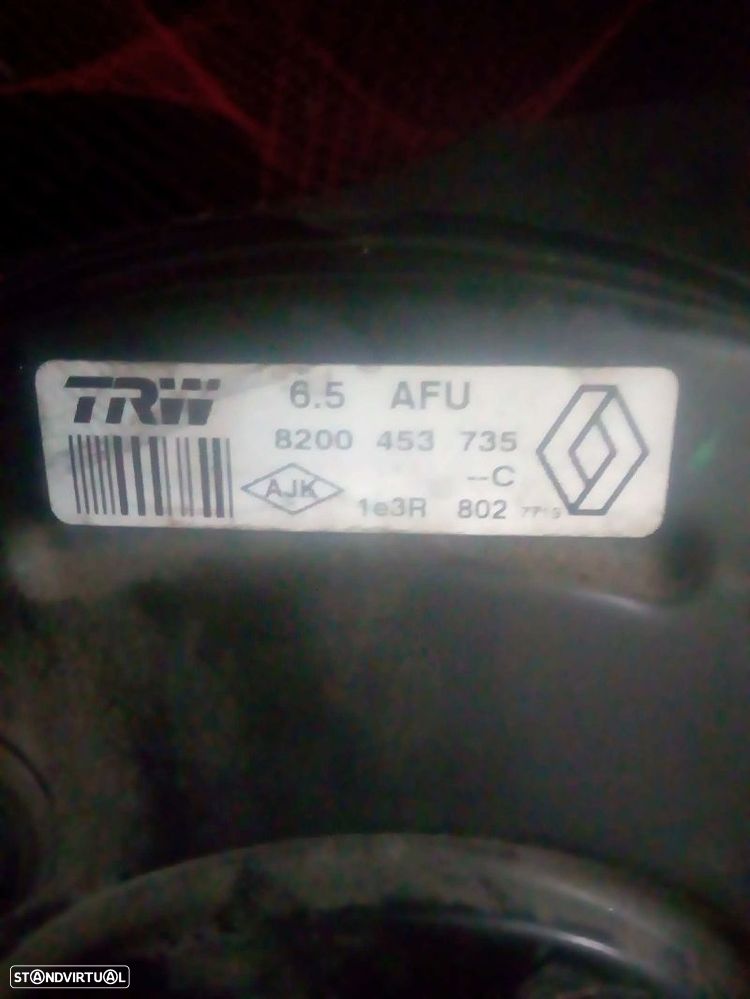 TRW 6.5 AFU
8200 453 735
--C
AJK 1e3R 802
STANDVIRTUAL